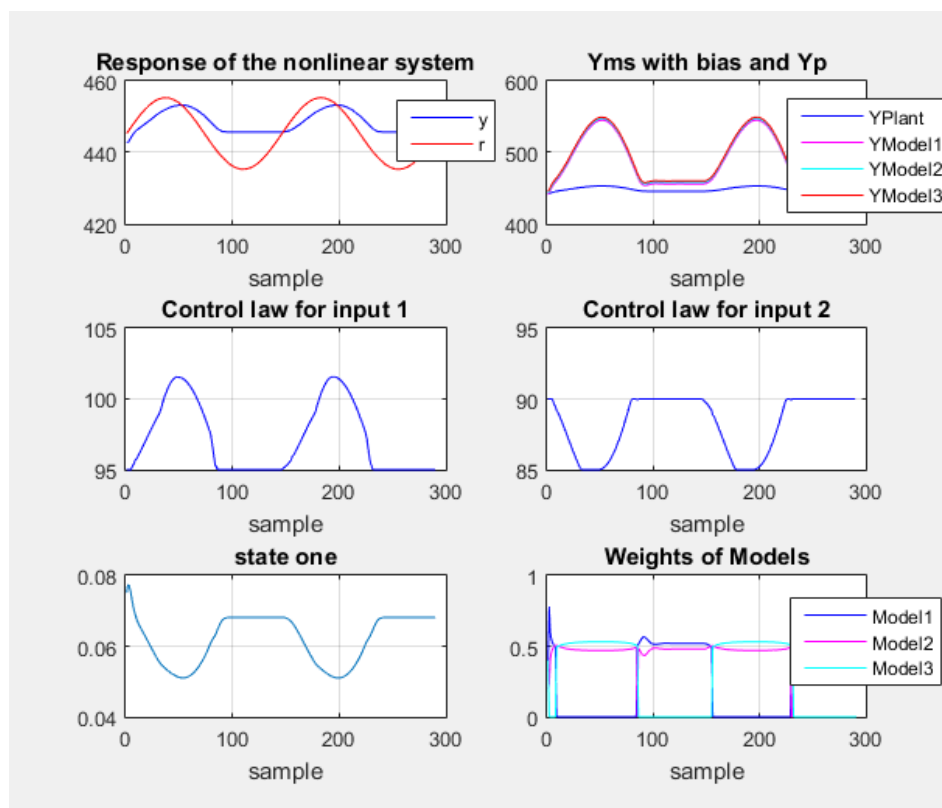 Response of the nonlinear system
460
440
420
0
100
200
300
sample
y
r
Yms with bias and Yp
600
500
400
0
100
200
300
sample
YPlant
YModel1
YModel2
YModel3
Control law for input 1
105
100
95
0
100
200
300
sample
Control law for input 2
95
90
85
0
100
200
300
sample
state one
0.08
0.06
0.04
0
100
200
300
sample
Weights of Models
1
0.5
0
0
100
200
300
sample
Model1
Model2
Model3